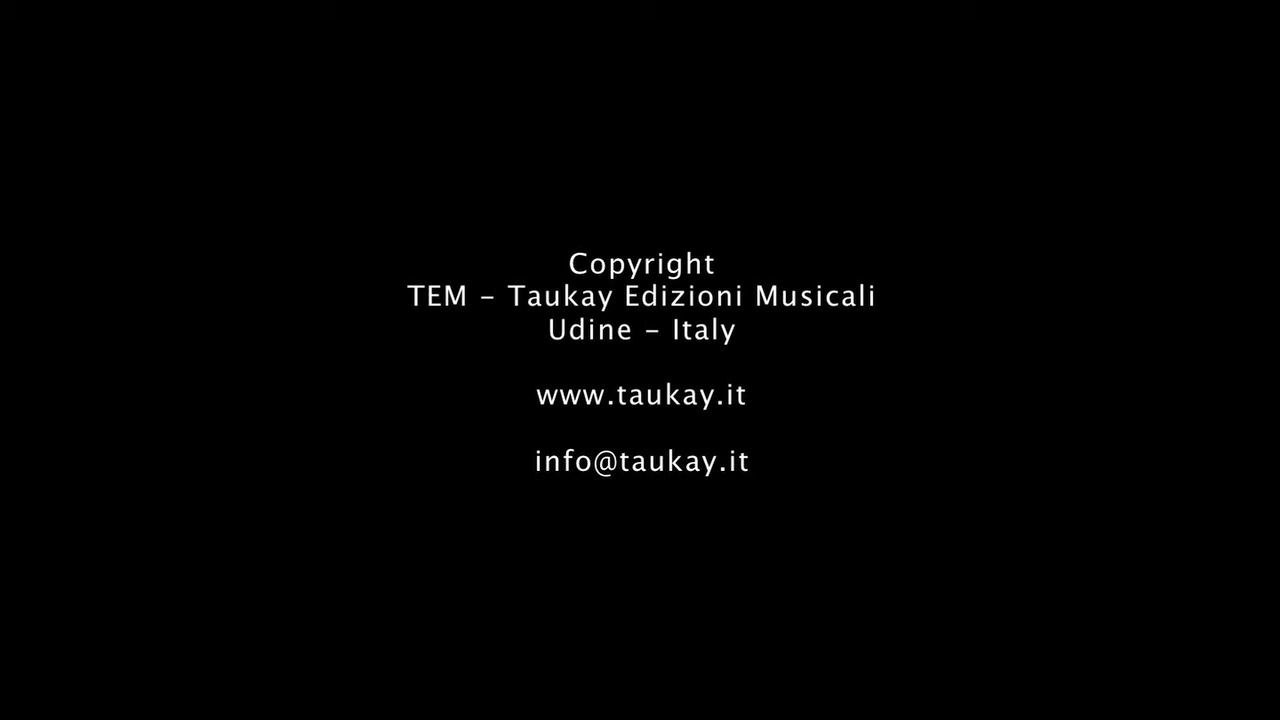 Copyright
TEM – Taukay Edizioni Musicali
Udine – Italy
www.taukay.it
info@taukay.it